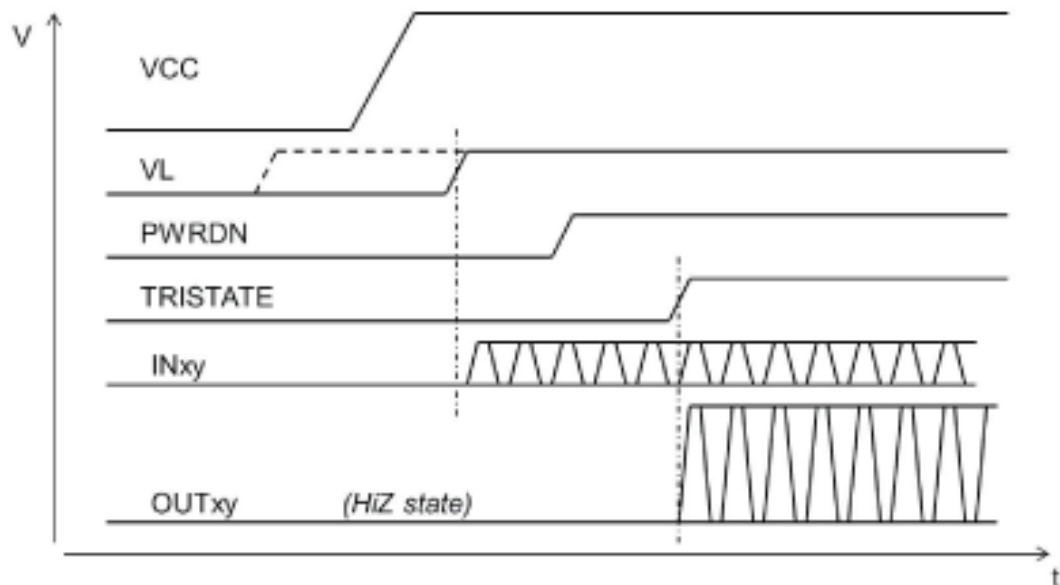 V
VCC
VL
PWRDN
TRISTATE
INxy
OUTxy (HiZ state)
t